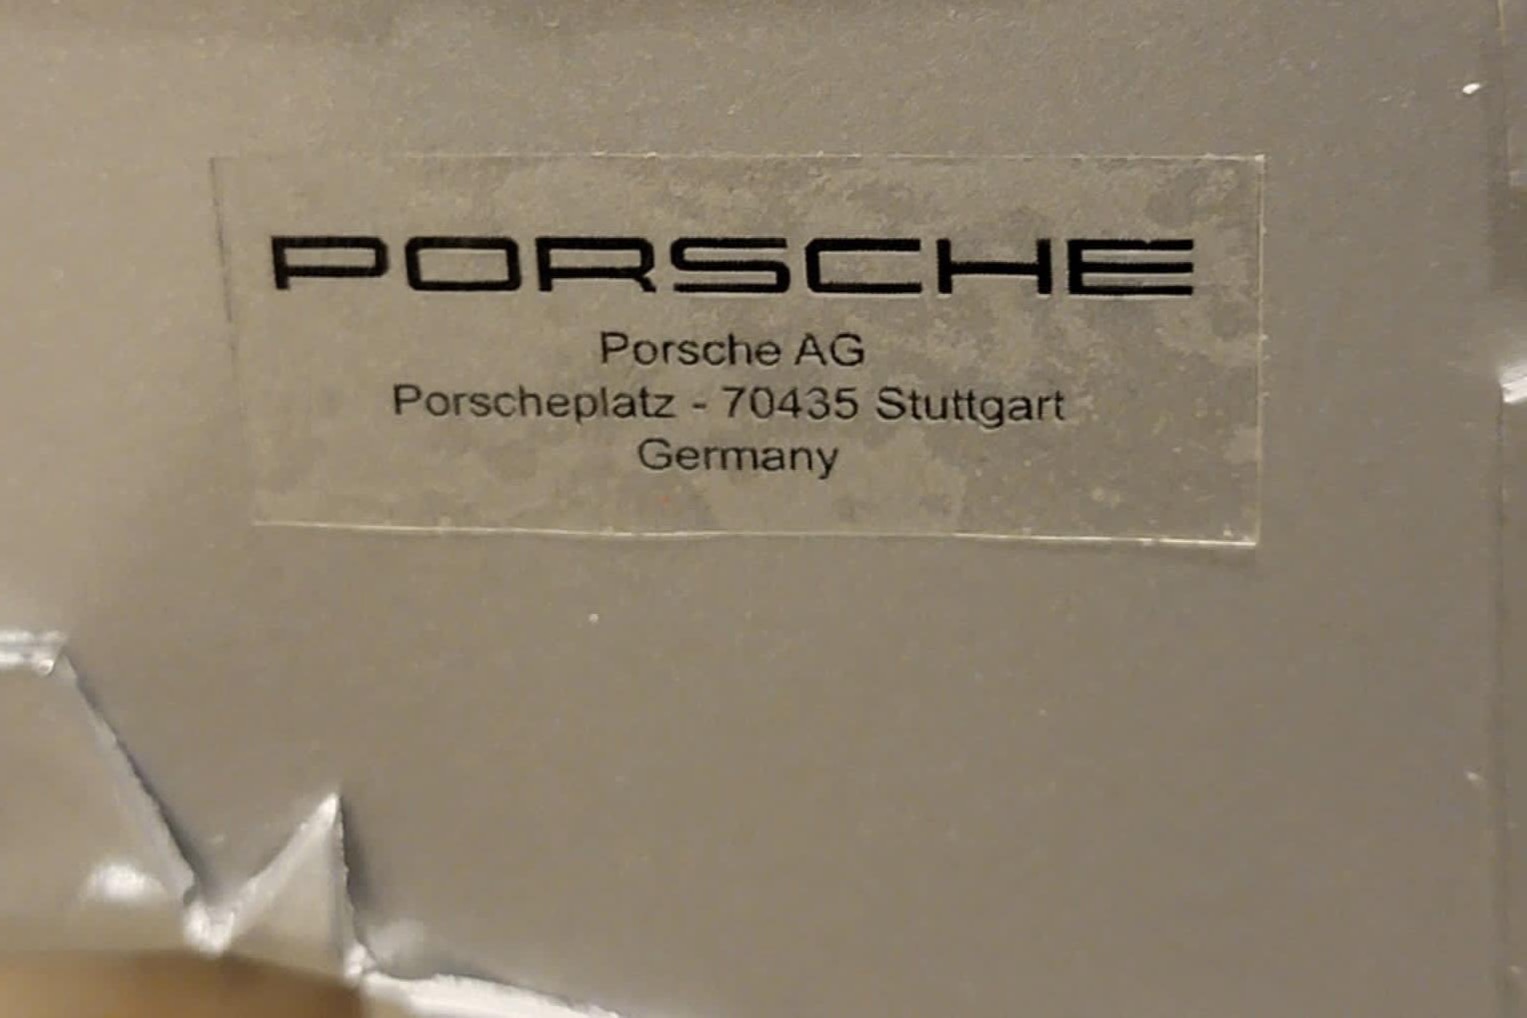 PORSCHE
Porsche AG
Porscheplatz - 70435 Stuttgart
Germany